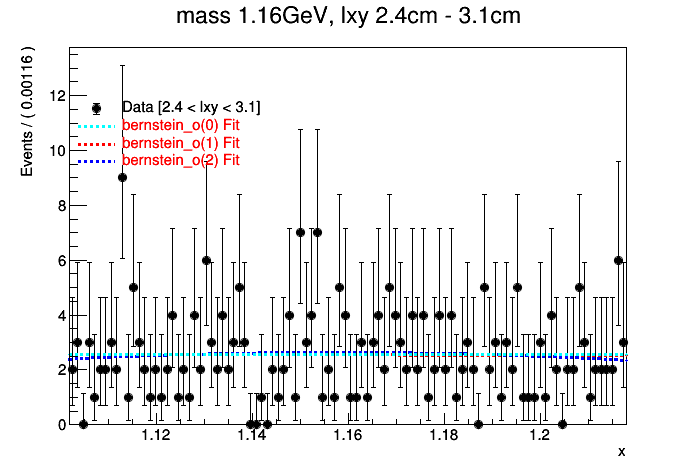 mass 1.16GeV, lxy 2.4cm - 3.1cm
Events / ( 0.00116 )
12
10
8
6
4
2
0
Data [2.4 < lxy < 3.1]
bernstein_o(0) Fit
bernstein_o(1) Fit
bernstein_o(2) Fit
1.12 1.14 1.16 1.18 1.2
x